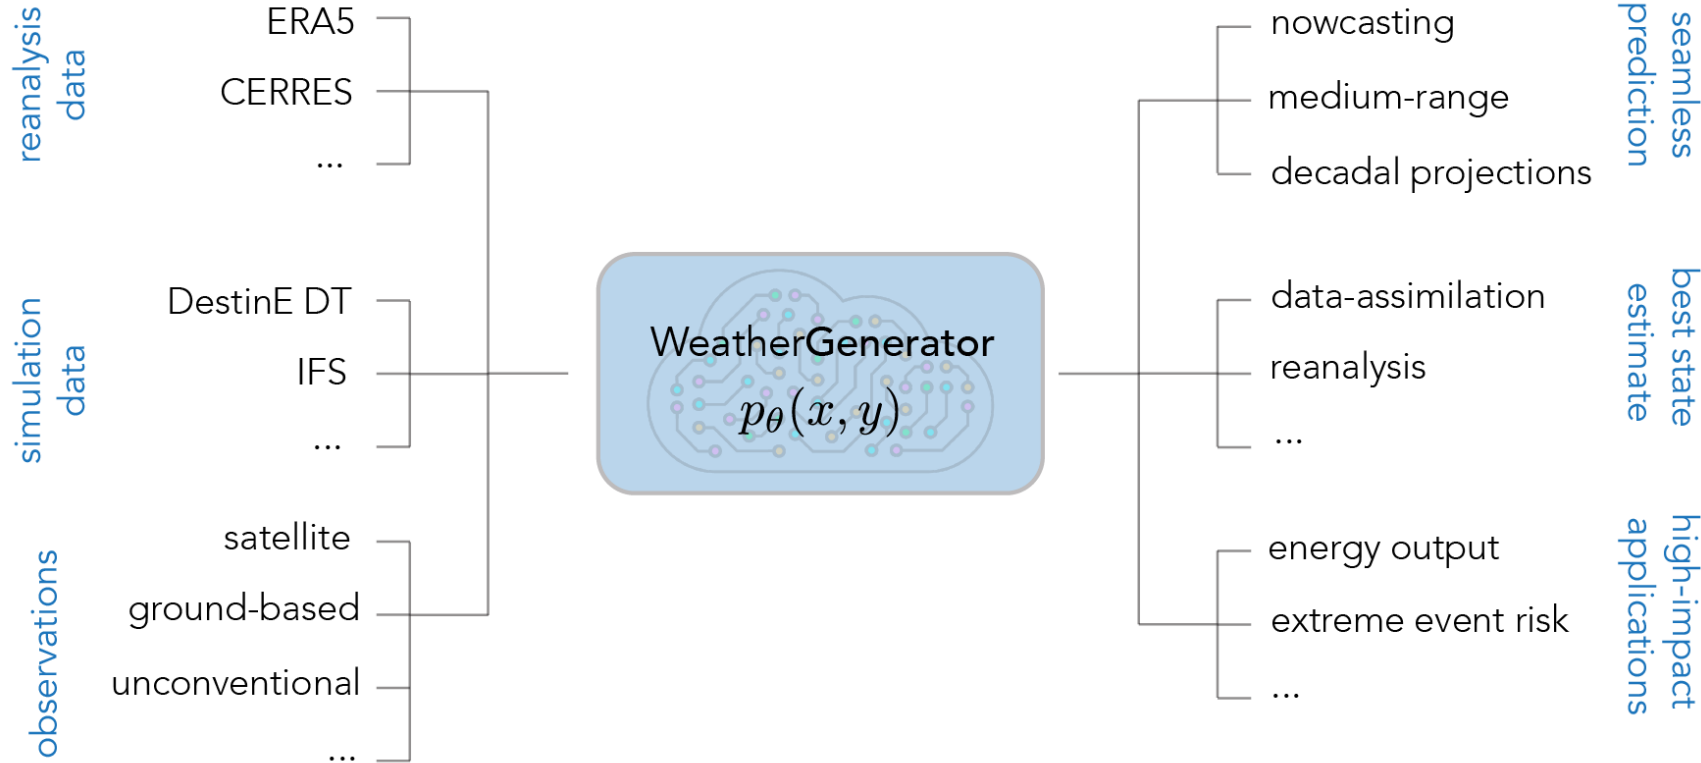 reanalysis
data
ERA5
CERRES
...
simulation
data
DestinE DT
IFS
...
observations
satellite
ground-based
unconventional
...
WeatherGenerator
pθ(x, y)
seamless
prediction
nowcasting
medium-range
decadal projections
best state
estimate
data-assimilation
reanalysis
...
high-impact
applications
energy output
extreme event risk
...